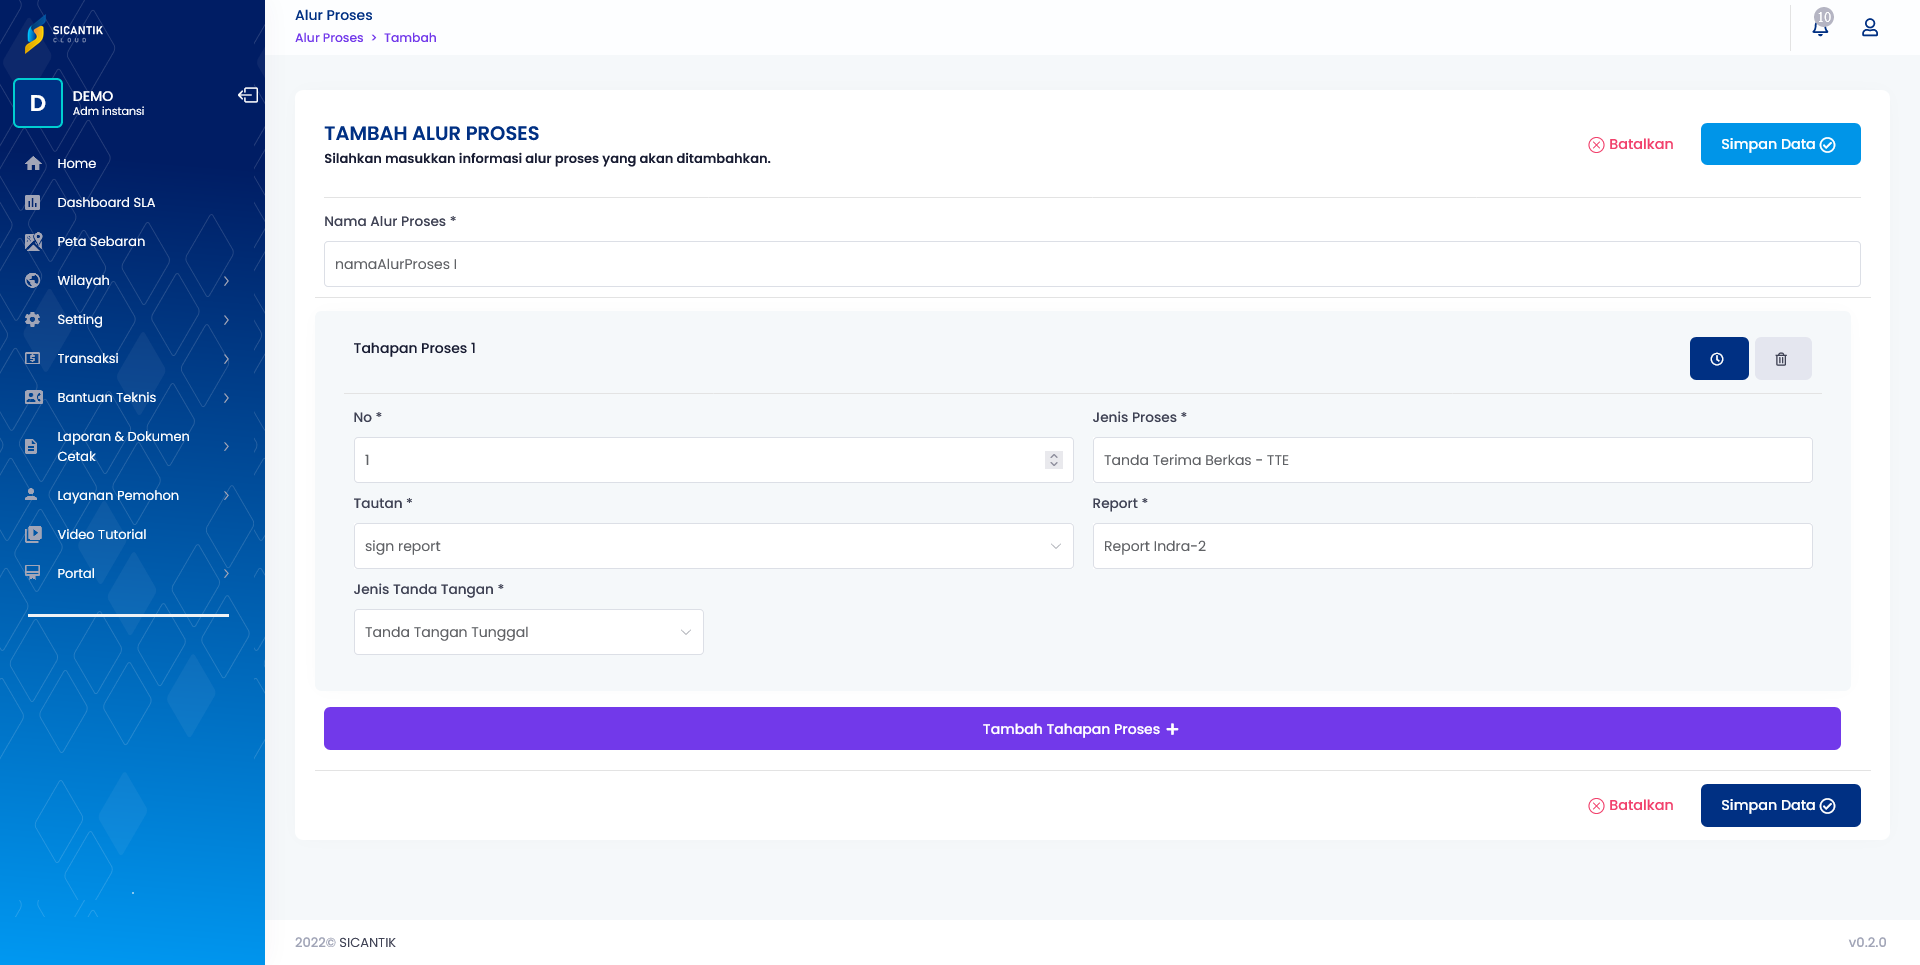 SICANTIK
CLOUD
D
DEMO
Adm instansi
Home
Dashboard SLA
Peta Sebaran
Wilayah
Setting
Transaksi
Bantuan Teknis
Laporan & Dokumen
Cetak
Layanan Pemohon
Video Tutorial
Portal
Alur Proses
Alur Proses > Tambah
10
TAMBAH ALUR PROSES
Silahkan masukkan informasi alur proses yang akan ditambahkan.
Batalkan
Simpan Data
Nama Alur Proses *
namaAlurProses I
Tahapan Proses 1
No *
Jenis Proses *
1
Tanda Terima Berkas - TTE
Tautan *
Report *
sign report
Report Indra-2
Jenis Tanda Tangan *
Tanda Tangan Tunggal
Tambah Tahapan Proses +
Batalkan
Simpan Data
2022© SICANTIK
v0.2.0